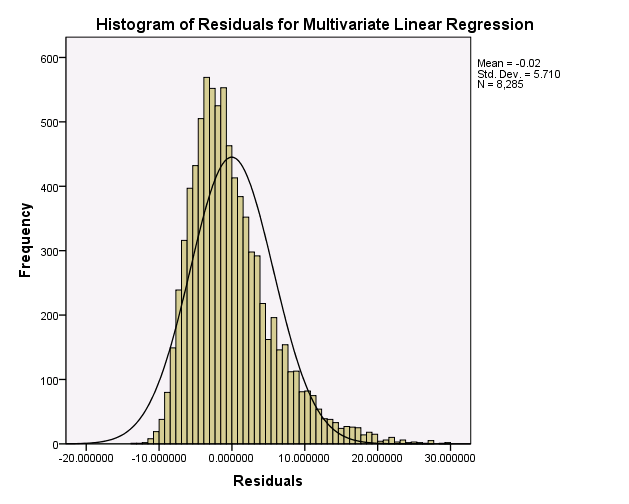 Histogram of Residuals for Multivariate Linear Regression
Mean = -0.02
Std. Dev. = 5.710
N = 8,285
600
500
400
300
200
100
0
Frequency
-20.000000 -10.000000 0.000000 10.000000 20.000000 30.000000
Residuals